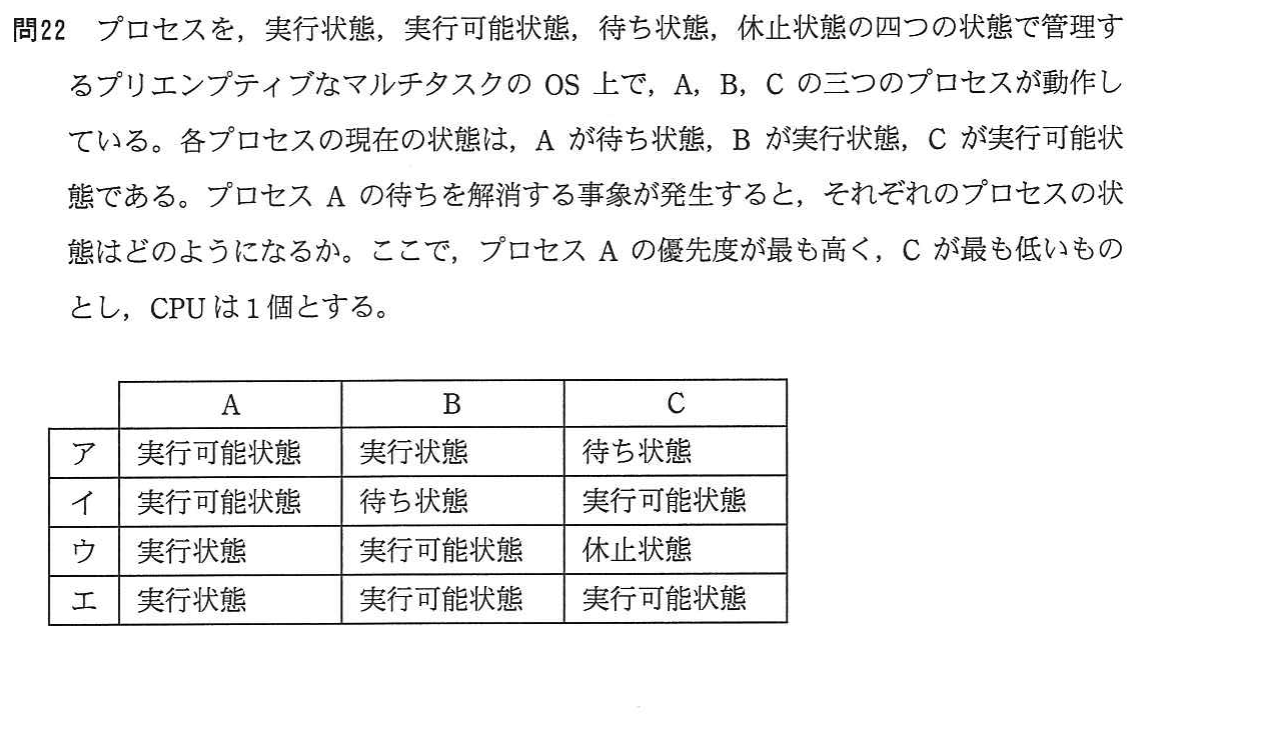 問22　プロセスを，実行状態，実行可能状態，待ち状態，休止状態の四つの状態で管理す
るプリエンプティブなマルチタスクの OS 上で，A，B，C の三つのプロセスが動作し
ている。各プロセスの現在の状態は，A が待ち状態，B が実行状態，C が実行可能状
態である。プロセス A の待ちを解消する事象が発生すると，それぞれのプロセスの状
態はどのようになるか。ここで，プロセス A の優先度が最も高く，C が最も低いもの
とし，CPU は 1 個とする。
A B C
ア 実行可能状態 実行状態 待ち状態
イ 実行可能状態 待ち状態 実行可能状態
ウ 実行状態 実行可能状態 休止状態
エ 実行状態 実行可能状態 実行可能状態